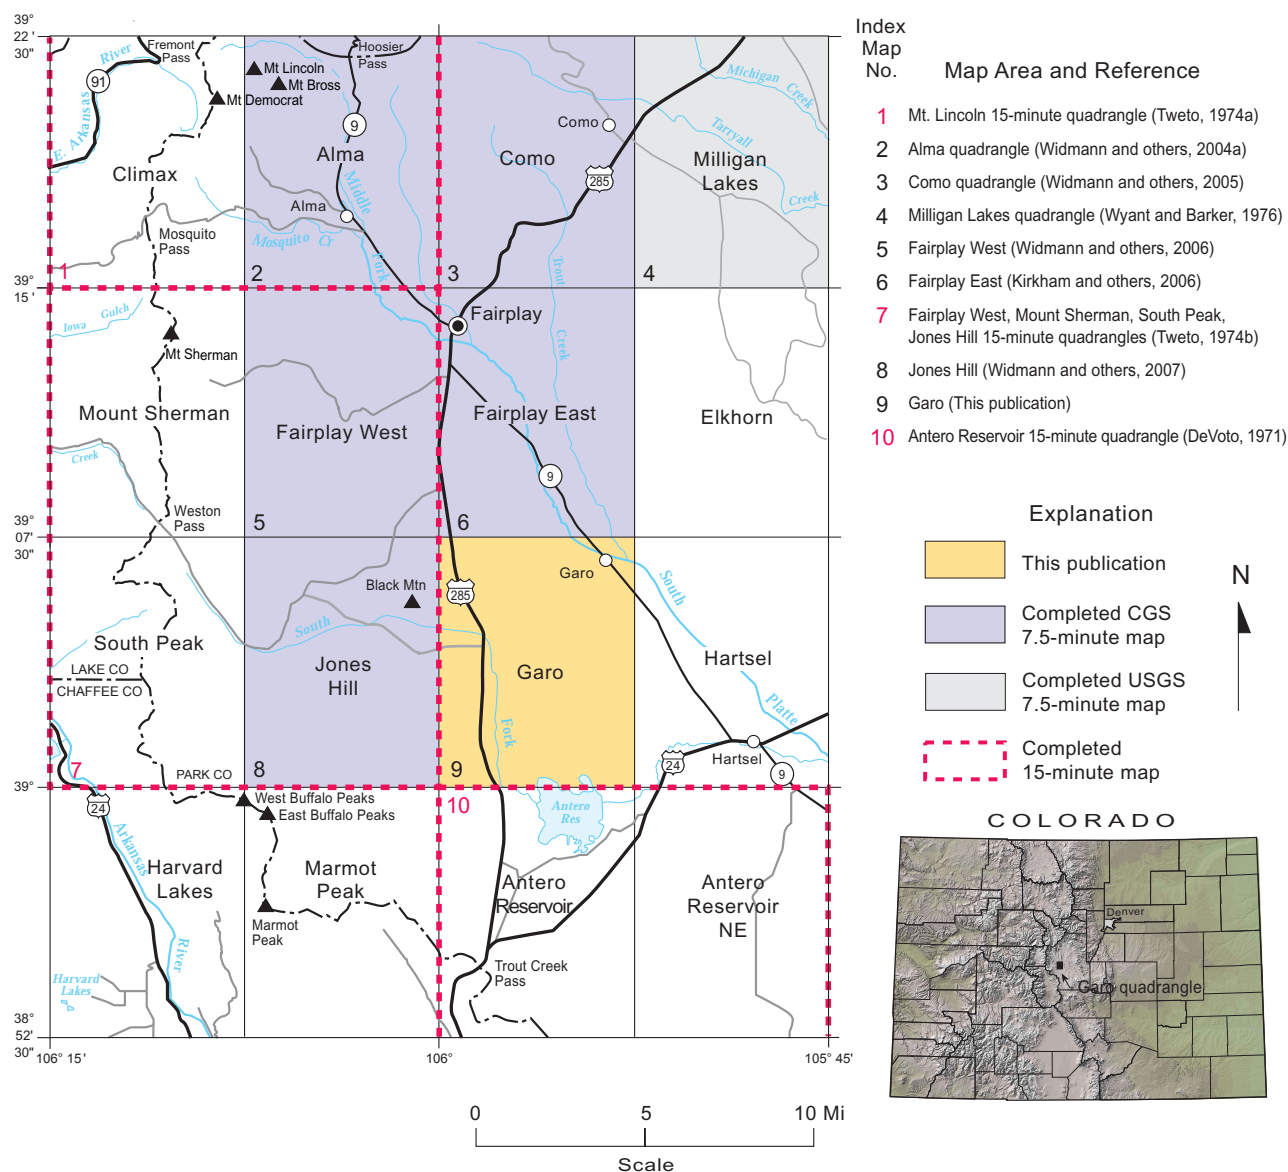 39°
22 '
30"
River
Fremont
Pass
Hoosier
Pass
Mt Lincoln
Mt Bross
Mt Democrat
91
E. Arkansas
9
Alma
Climax
Middle
Fork
Alma
Mosquito
Pass
Mosquito Cr
1
2
Como
Como
285
Trout
Creek
3
Michigan
Creek
Tarryall
Creek
Milligan
Lakes
4
39°
15 '
Iowa Gulch
Mt Sherman
Mount Sherman
Creek
Weston
Pass
Fairplay
Fairplay West
Fairplay East
9
Elkhorn
5
6
39°
07'
30"
Black Mtn
285
Garo
South
South
South Peak
LAKE CO
CHAFFEE CO
Jones
Hill
Garo
Fork
Hartsel
Platte
Hartsel
24
9
7
PARK CO
8
9
39°
10
West Buffalo Peaks
East Buffalo Peaks
24
Arkansas
River
Antero
Res
Harvard
Lakes
Marmot
Peak
Antero
Reservoir
Antero
Reservoir
NE
Marmot
Peak
Trout Creek
Pass
Harvard
Lakes
38°
52'
30"
106° 15'
106°
105° 45'
0 5 10 Mi
Scale
Index
Map
No.
Map Area and Reference
1 Mt. Lincoln 15-minute quadrangle (Tweto, 1974a)
2 Alma quadrangle (Widmann and others, 2004a)
3 Como quadrangle (Widmann and others, 2005)
4 Milligan Lakes quadrangle (Wyant and Barker, 1976)
5 Fairplay West (Widmann and others, 2006)
6 Fairplay East (Kirkham and others, 2006)
7 Fairplay West, Mount Sherman, South Peak,
Jones Hill 15-minute quadrangles (Tweto, 1974b)
8 Jones Hill (Widmann and others, 2007)
9 Garo (This publication)
10 Antero Reservoir 15-minute quadrangle (DeVoto, 1971)
Explanation
This publication
Completed CGS
7.5-minute map
Completed USGS
7.5-minute map
Completed
15-minute map
N
COLORADO
Denver
Garo quadrangle